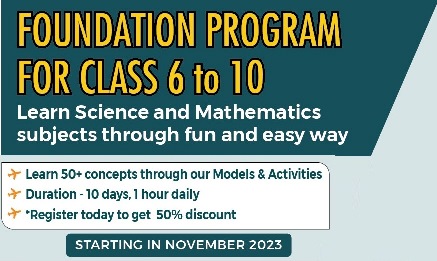 FOUNDATION PROGRAM
FOR CLASS 6 to 10
Learn Science and Mathematics
subjects through fun and easy way
Learn 50+ concepts through our Models & Activities
Duration - 10 days, 1 hour daily
*Register today to get 50% discount
STARTING IN NOVEMBER 2023